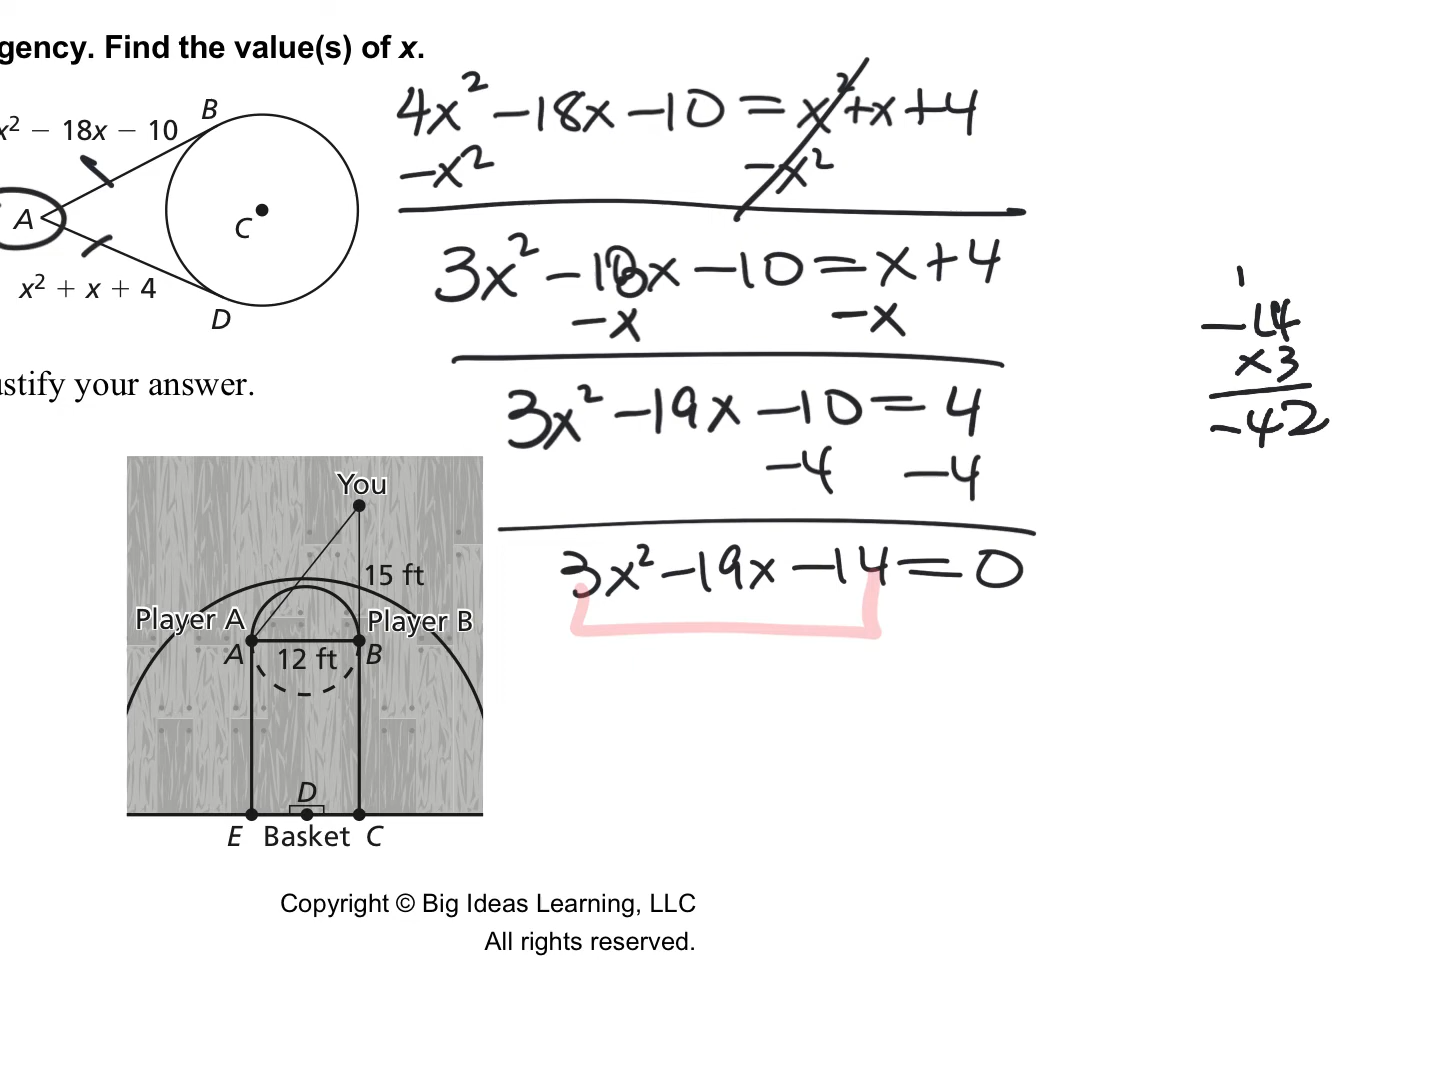 gency. Find the value(s) of x.
x² − 18x − 10
B
A
C
x² + x + 4
D
4x² −18x −10 = x² +x +4
−x² −x²
3x² −18x −10 = x+4
−x −x
3x² −19x −10 = 4
−4 −4
3x² −19x −14 = 0
1
−14
x3
−42
ustify your answer.
You
15 ft
Player A Player B
A 12 ft B
D
E Basket C
Copyright © Big Ideas Learning, LLC
All rights reserved.